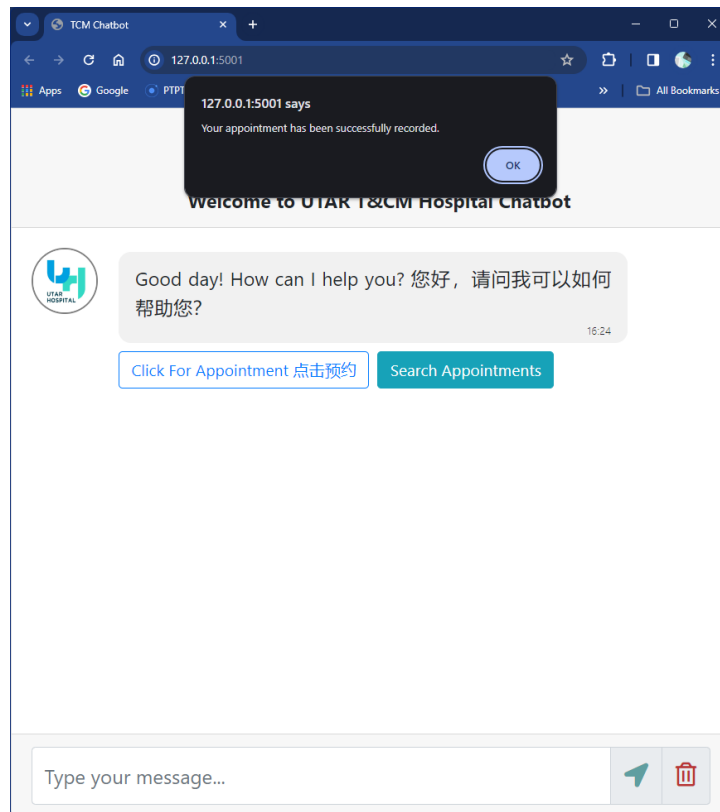 TCM Chatbot
127.0.0.1:5001
Apps
Google
PTPT
All Bookmarks
127.0.0.1:5001 says
Your appointment has been successfully recorded.
OK
Welcome to UTAR T&CM Hospital Chatbot
UTAR
HOSPITAL
Good day! How can I help you? 您好，请问我可以如何
帮助您?
16:24
Click For Appointment 点击预约
Search Appointments
Type your message...